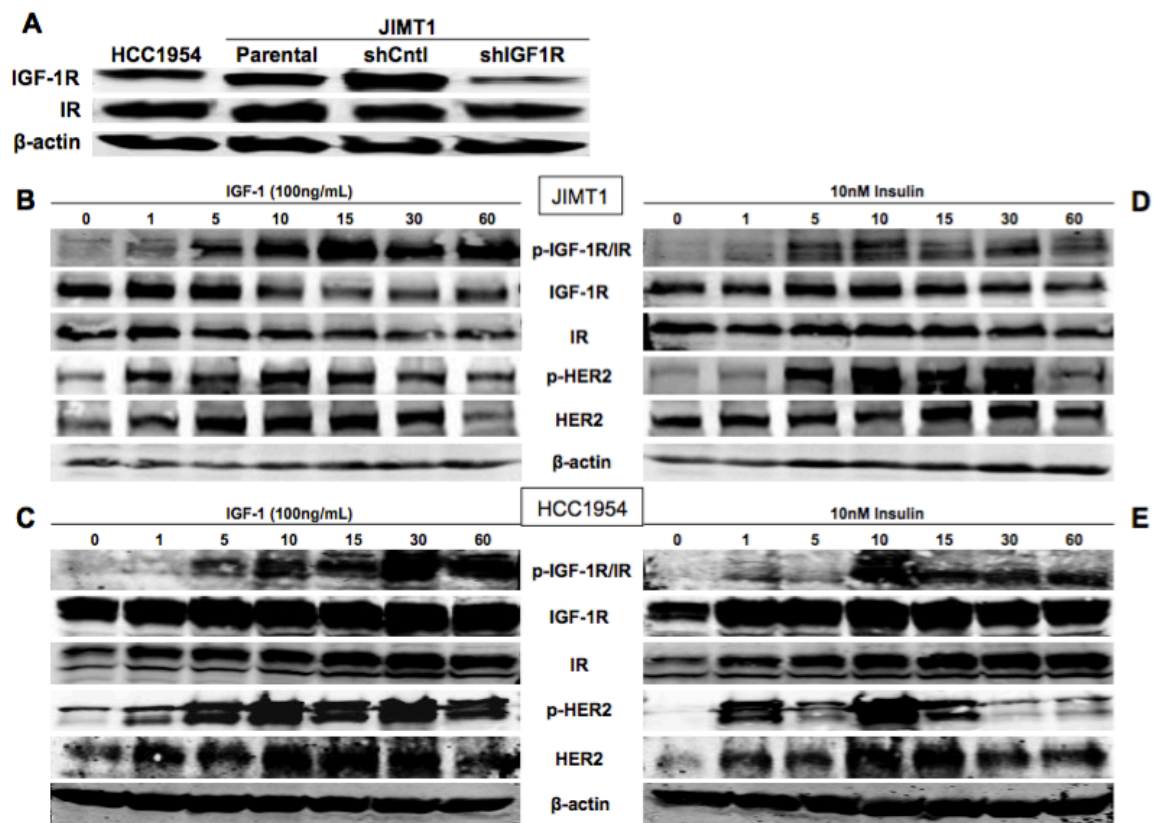 A
JIMT1
HCC1954 Parental shCntl shIGF1R
IGF-1R
IR
β-actin
B IGF-1 (100ng/mL) JIMT1 10nM Insulin D
0 1 5 10 15 30 60 0 1 5 10 15 30 60
p-IGF-1R/IR
IGF-1R
IR
p-HER2
HER2
β-actin
C IGF-1 (100ng/mL) HCC1954 10nM Insulin E
0 1 5 10 15 30 60 0 1 5 10 15 30 60
p-IGF-1R/IR
IGF-1R
IR
p-HER2
HER2
β-actin